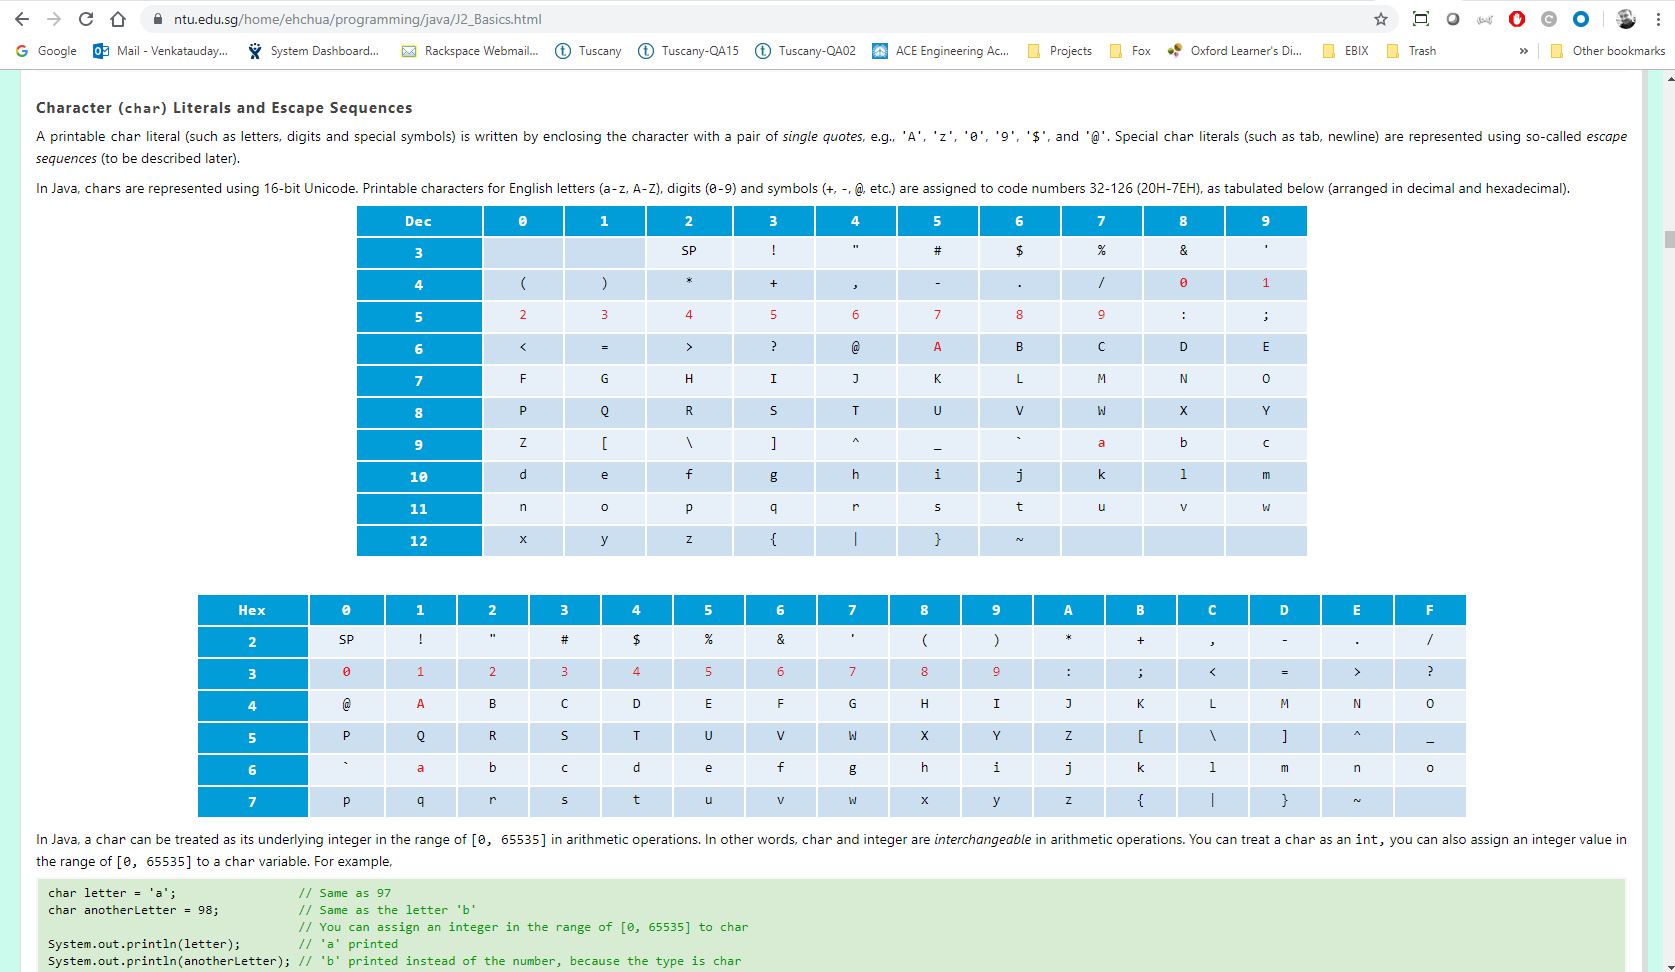 ntu.edu.sg/home/ehchua/programming/java/J2_Basics.html
Google Mail - Venkatauday... System Dashboard... Rackspace Webmail... Tuscany Tuscany-QA15 Tuscany-QA02 ACE Engineering Ac... Projects Fox Oxford Learner's Di... EBIX Trash » Other bookmarks
Character (char) Literals and Escape Sequences
A printable char literal (such as letters, digits and special symbols) is written by enclosing the character with a pair of single quotes, e.g., 'A', 'z', '0', '9', '$', and '@'. Special char literals (such as tab, newline) are represented using so-called escape
sequences (to be described later).
In Java, chars are represented using 16-bit Unicode. Printable characters for English letters (a-z, A-Z), digits (0-9) and symbols (+, -, @, etc.) are assigned to code numbers 32-126 (20H-7EH), as tabulated below (arranged in decimal and hexadecimal).
Dec 0 1 2 3 4 5 6 7 8 9
3 SP ! " # $ % & '
4 ( ) * + , - . / 0 1
5 2 3 4 5 6 7 8 9 : ;
6 < = > ? @ A B C D E
7 F G H I J K L M N O
8 P Q R S T U V W X Y
9 Z [ \ ] ^ _ ` a b c
10 d e f g h i j k l m
11 n o p q r s t u v w
12 x y z { | } ~
Hex 0 1 2 3 4 5 6 7 8 9 A B C D E F
2 SP ! " # $ % & ' ( ) * + , - . /
3 0 1 2 3 4 5 6 7 8 9 : ; < = > ?
4 @ A B C D E F G H I J K L M N O
5 P Q R S T U V W X Y Z [ \ ] ^ _
6 ` a b c d e f g h i j k l m n o
7 p q r s t u v w x y z { | } ~
In Java, a char can be treated as its underlying integer in the range of [0, 65535] in arithmetic operations. In other words, char and integer are interchangeable in arithmetic operations. You can treat a char as an int, you can also assign an integer value in
the range of [0, 65535] to a char variable. For example,
char letter = 'a'; // Same as 97
char anotherLetter = 98; // Same as the letter 'b'
// You can assign an integer in the range of [0, 65535] to char
System.out.println(letter); // 'a' printed
System.out.println(anotherLetter); // 'b' printed instead of the number, because the type is char